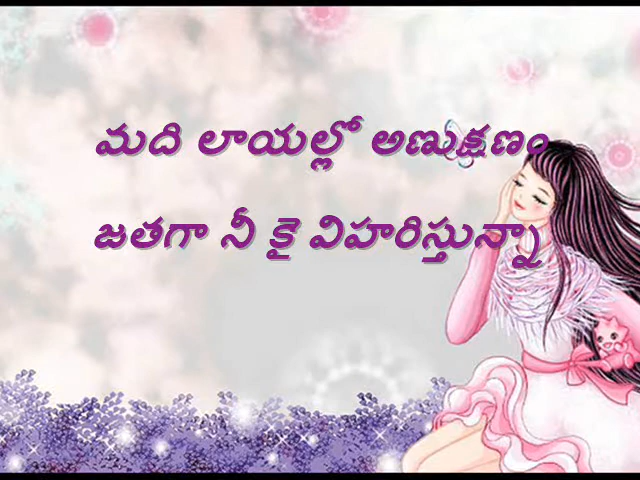 మది లాయల్లో అణుక్షణం
జతగా నీ కై విహరిస్తున్నా